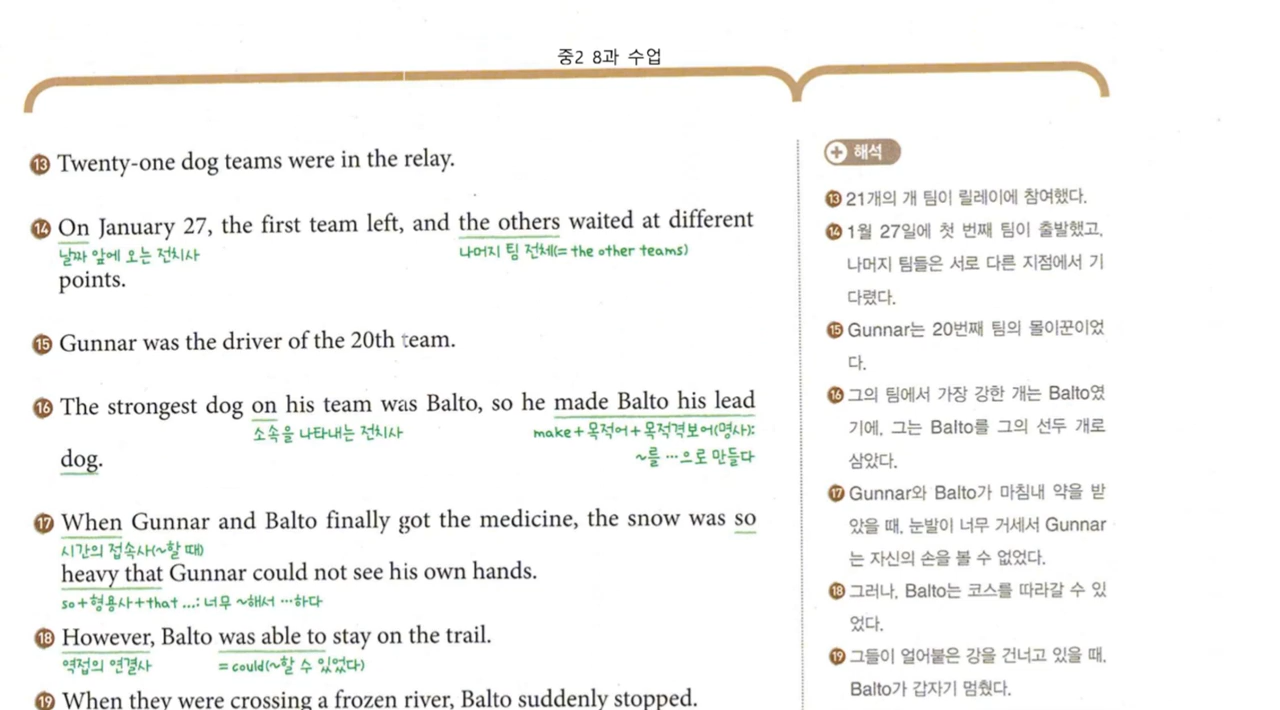 중2 8과 수업
⑬ Twenty-one dog teams were in the relay.
⑭ On January 27, the first team left, and the others waited at different
날짜 앞에 오는 전치사 나머지 팀 전체(= the other teams)
points.
⑮ Gunnar was the driver of the 20th team.
⑯ The strongest dog on his team was Balto, so he made Balto his lead
소속을 나타내는 전치사 make+목적어+목적격보어(명사):
~를 …으로 만들다
dog.
⑰ When Gunnar and Balto finally got the medicine, the snow was so
시간의 접속사(~할 때)
heavy that Gunnar could not see his own hands.
so+형용사+that …: 너무 ~해서 …하다
⑱ However, Balto was able to stay on the trail.
역접의 연결사 = could(~할 수 있었다)
⑲ When they were crossing a frozen river, Balto suddenly stopped.
+ 해석
⑬ 21개의 개 팀이 릴레이에 참여했다.
⑭ 1월 27일에 첫 번째 팀이 출발했고,
나머지 팀들은 서로 다른 지점에서 기
다렸다.
⑮ Gunnar는 20번째 팀의 몰이꾼이었
다.
⑯ 그의 팀에서 가장 강한 개는 Balto였
기에, 그는 Balto를 그의 선두 개로
삼았다.
⑰ Gunnar와 Balto가 마침내 약을 받
았을 때, 눈발이 너무 거세서 Gunnar
는 자신의 손을 볼 수 없었다.
⑱ 그러나, Balto는 코스를 따라갈 수 있
었다.
⑲ 그들이 얼어붙은 강을 건너고 있을 때,
Balto가 갑자기 멈췄다.